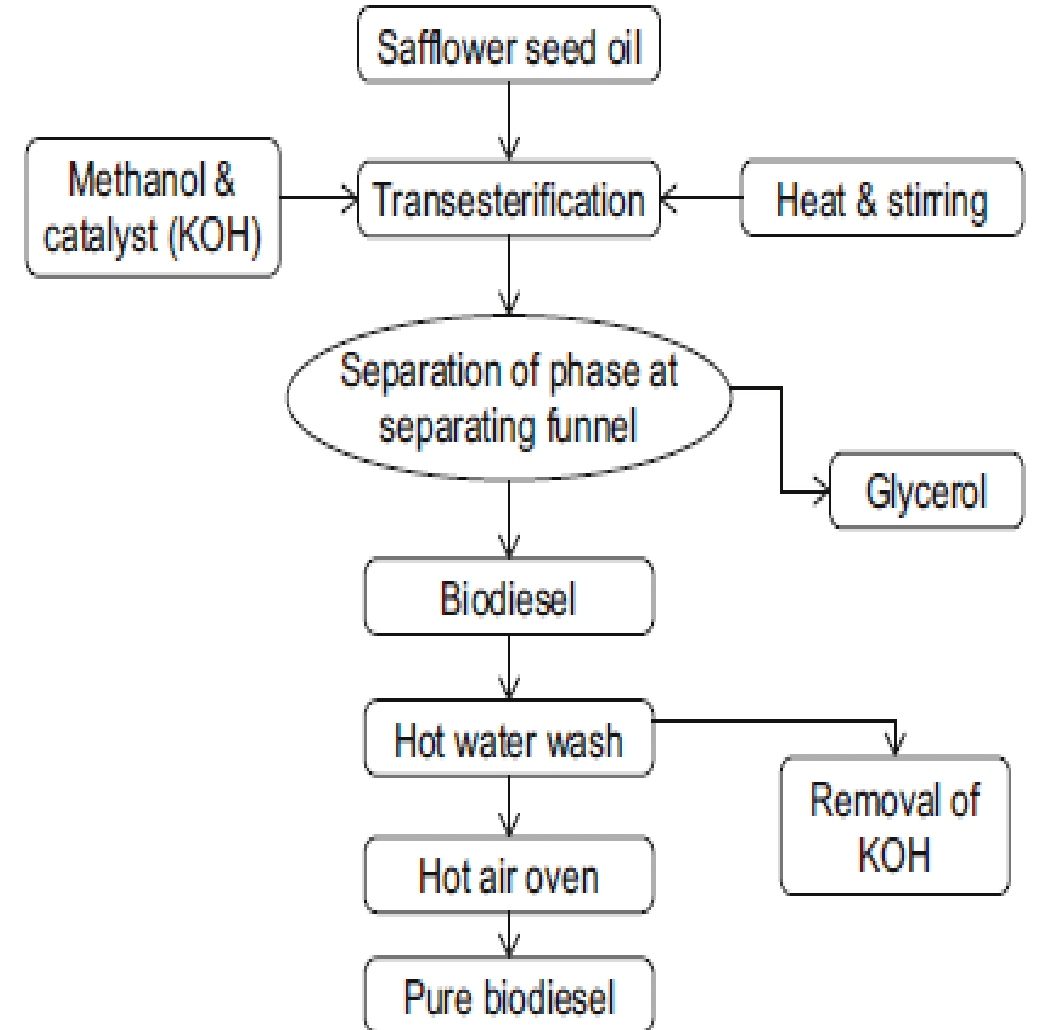 Safflower seed oil
Methanol &
catalyst (KOH)
Transesterification
Heat & stirring
Separation of phase at
separating funnel
Glycerol
Biodiesel
Hot water wash
Removal of
KOH
Hot air oven
Pure biodiesel